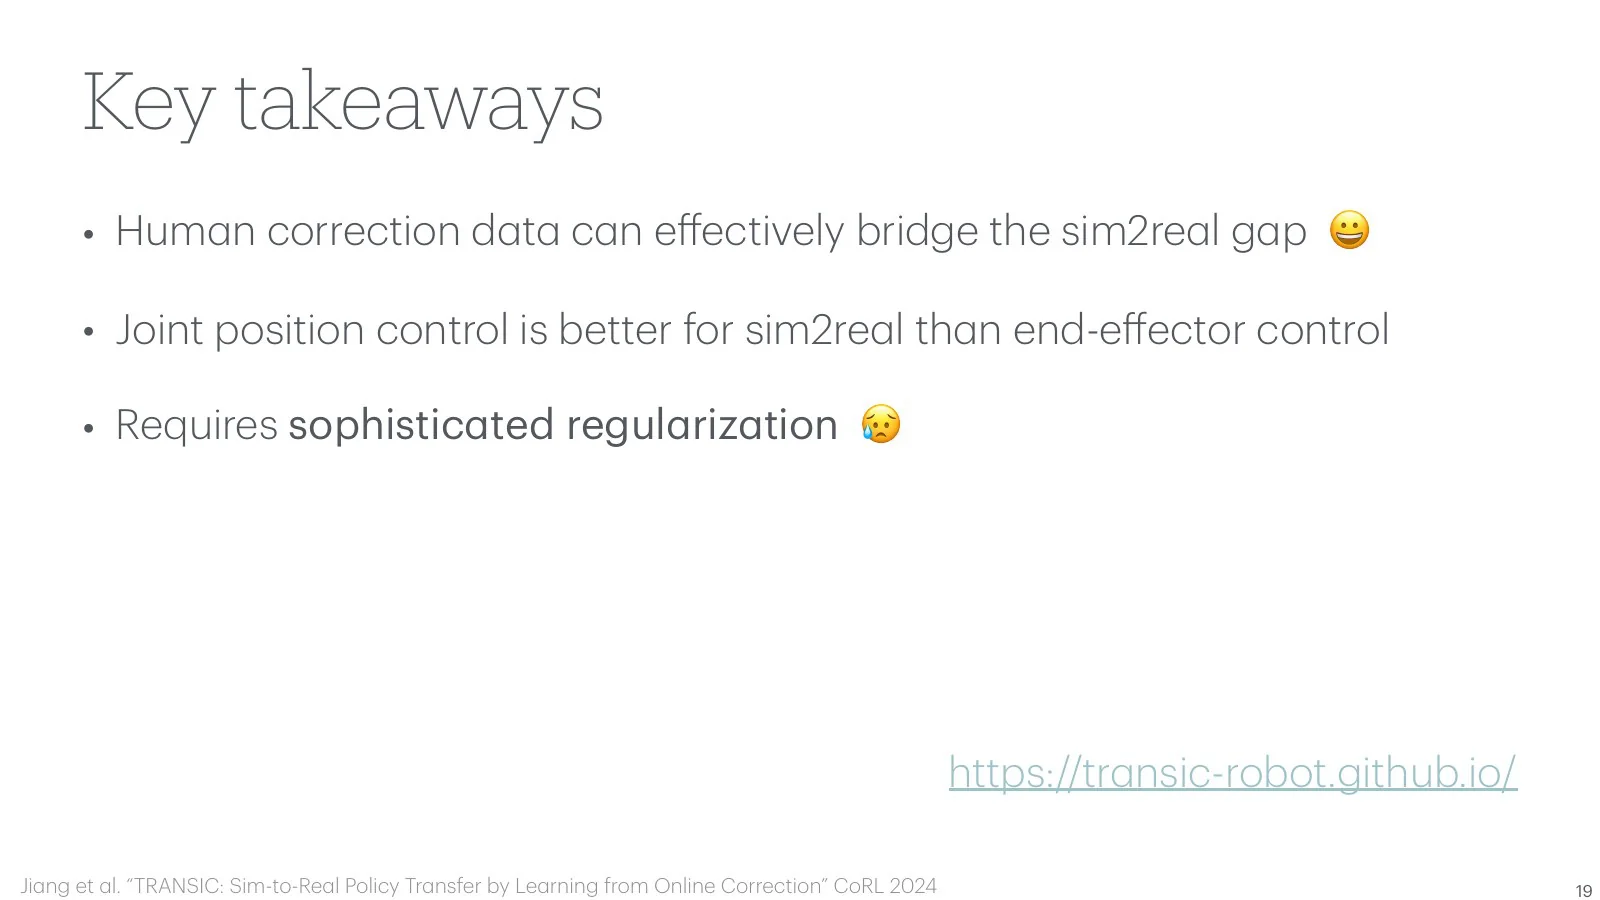 Key takeaways
• Human correction data can effectively bridge the sim2real gap 😀
• Joint position control is better for sim2real than end-effector control
• Requires sophisticated regularization 😥
https://transic-robot.github.io/
Jiang et al. “TRANSIC: Sim-to-Real Policy Transfer by Learning from Online Correction” CoRL 2024
19